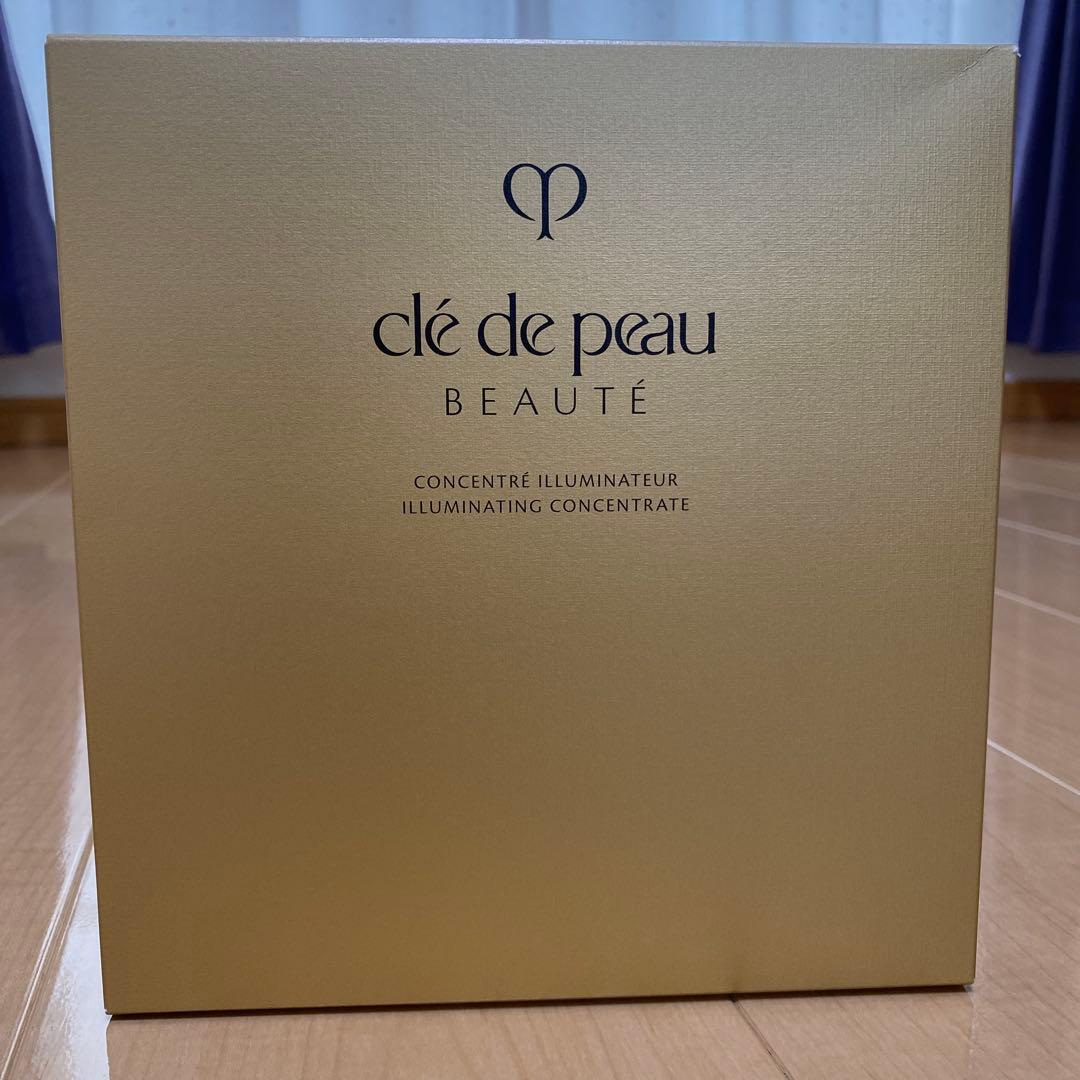 clé de peau
BEAUTÉ
CONCENTRÉ ILLUMINATEUR
ILLUMINATING CONCENTRATE